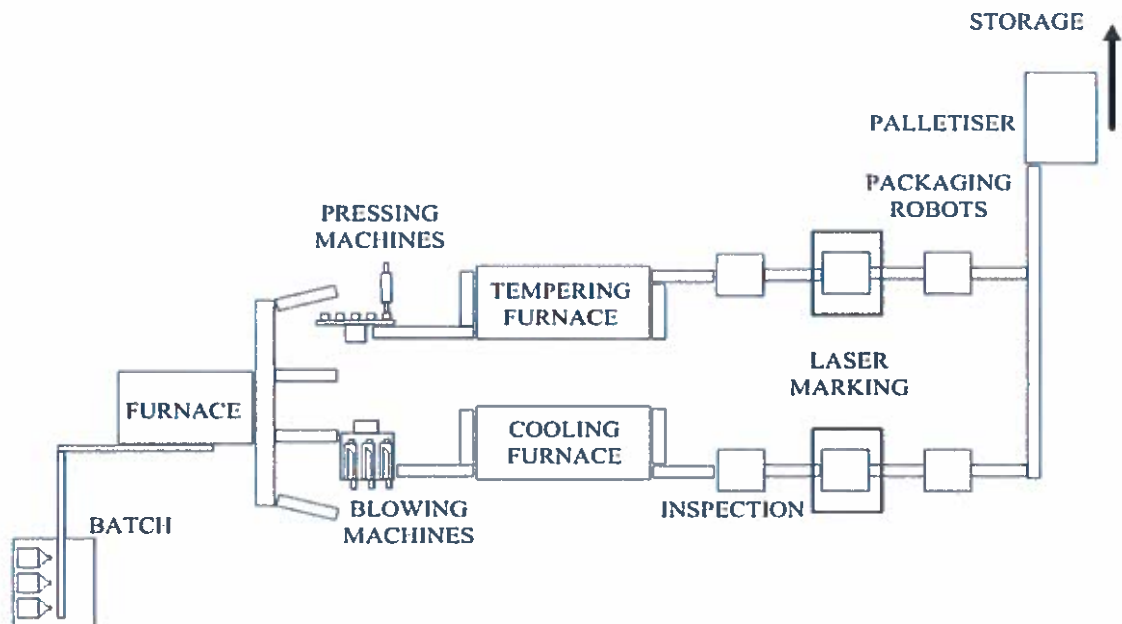 STORAGE
PALLETISER
PACKAGING
ROBOTS
PRESSING
MACHINES
TEMPERING
FURNACE
LASER
MARKING
FURNACE
COOLING
FURNACE
BATCH
BLOWING
MACHINES
INSPECTION